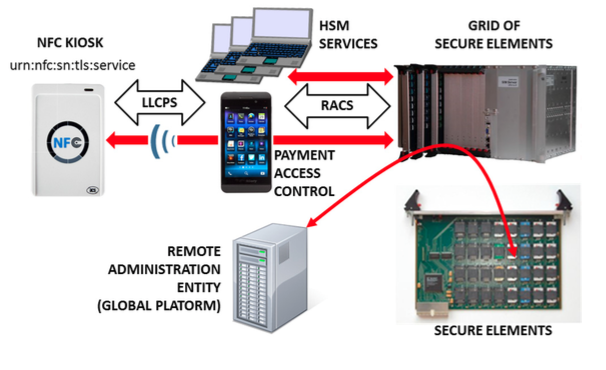 NFC KIOSK
urn:nfc:sn:tls:service
HSM
SERVICES
GRID OF
SECURE ELEMENTS
LLCPS
RACS
NFC
PAYMENT
ACCESS
CONTROL
REMOTE
ADMINISTRATION
ENTITY
(GLOBAL PLATORM)
SECURE ELEMENTS